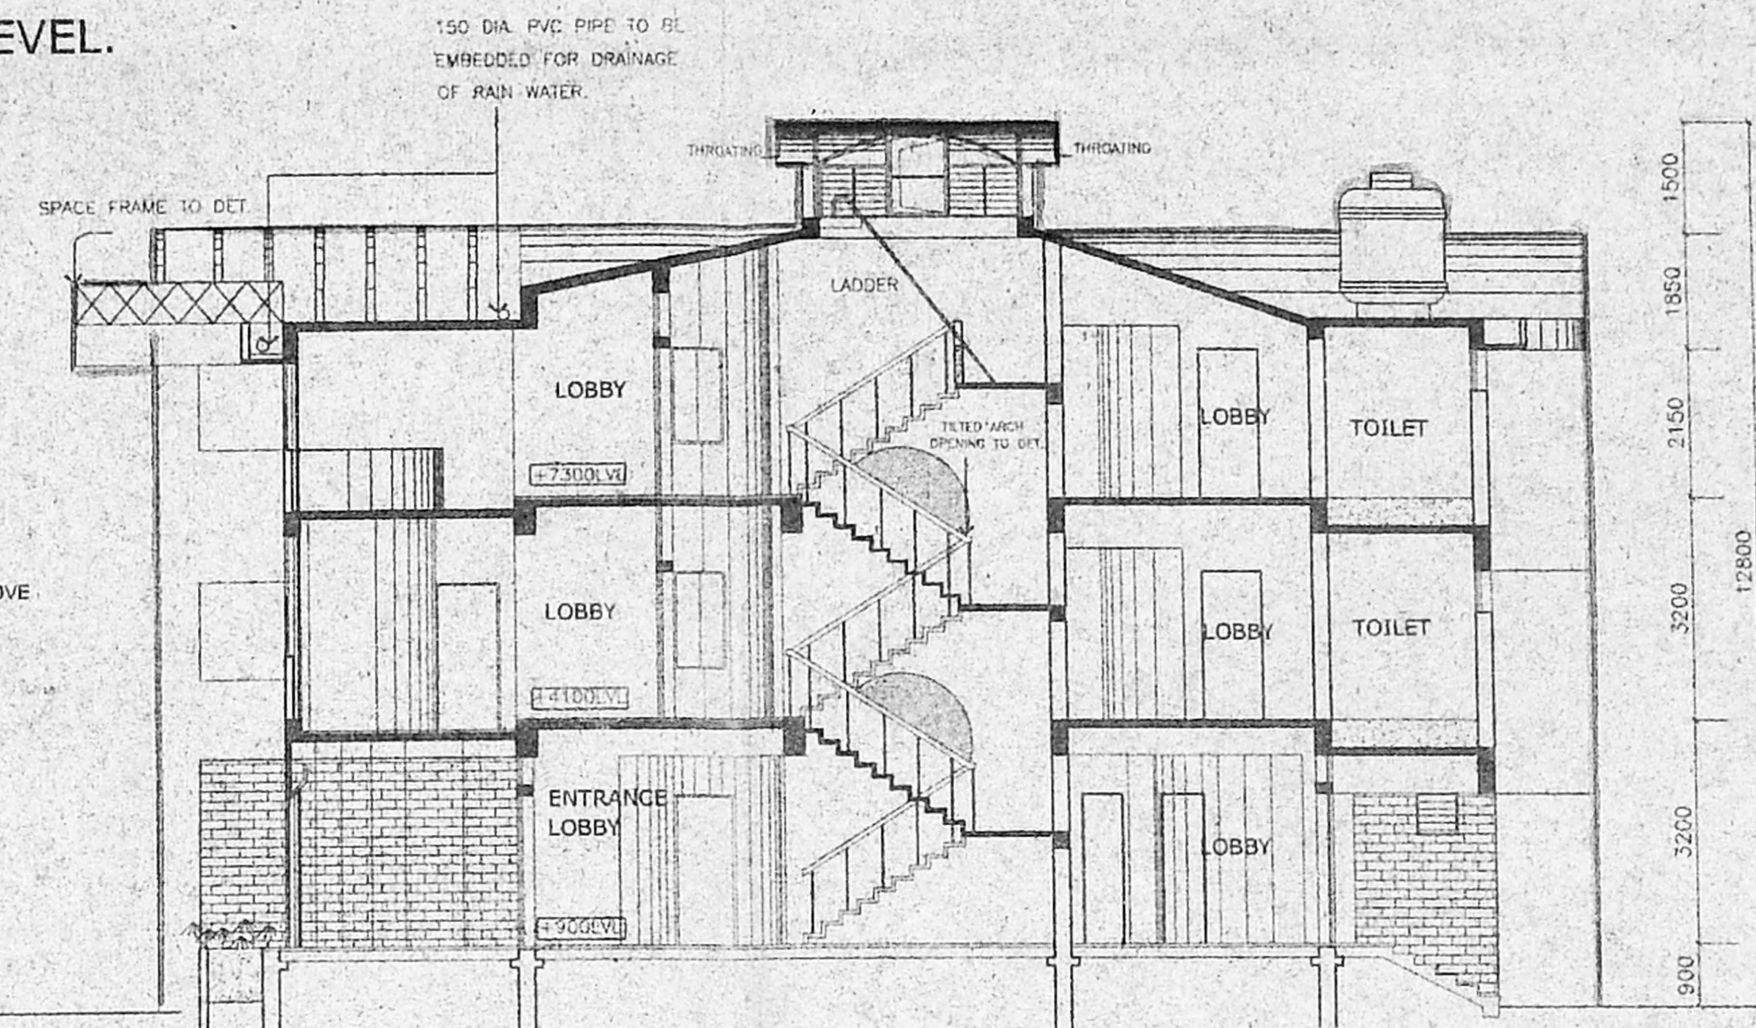 EVEL.
150 DIA. PVC PIPE TO BE
EMBEDDED FOR DRAINAGE
OF RAIN WATER.
THROATING
THROATING
SPACE FRAME TO DET.
1500
LADDER
1850
LOBBY
LOBBY
TOILET
TILTED ARCH
OPENING TO DET.
2150
+7300LVL
12800
OVE
LOBBY
LOBBY
TOILET
3200
+4100LVL
ENTRANCE
LOBBY
LOBBY
3200
+900LVL
900